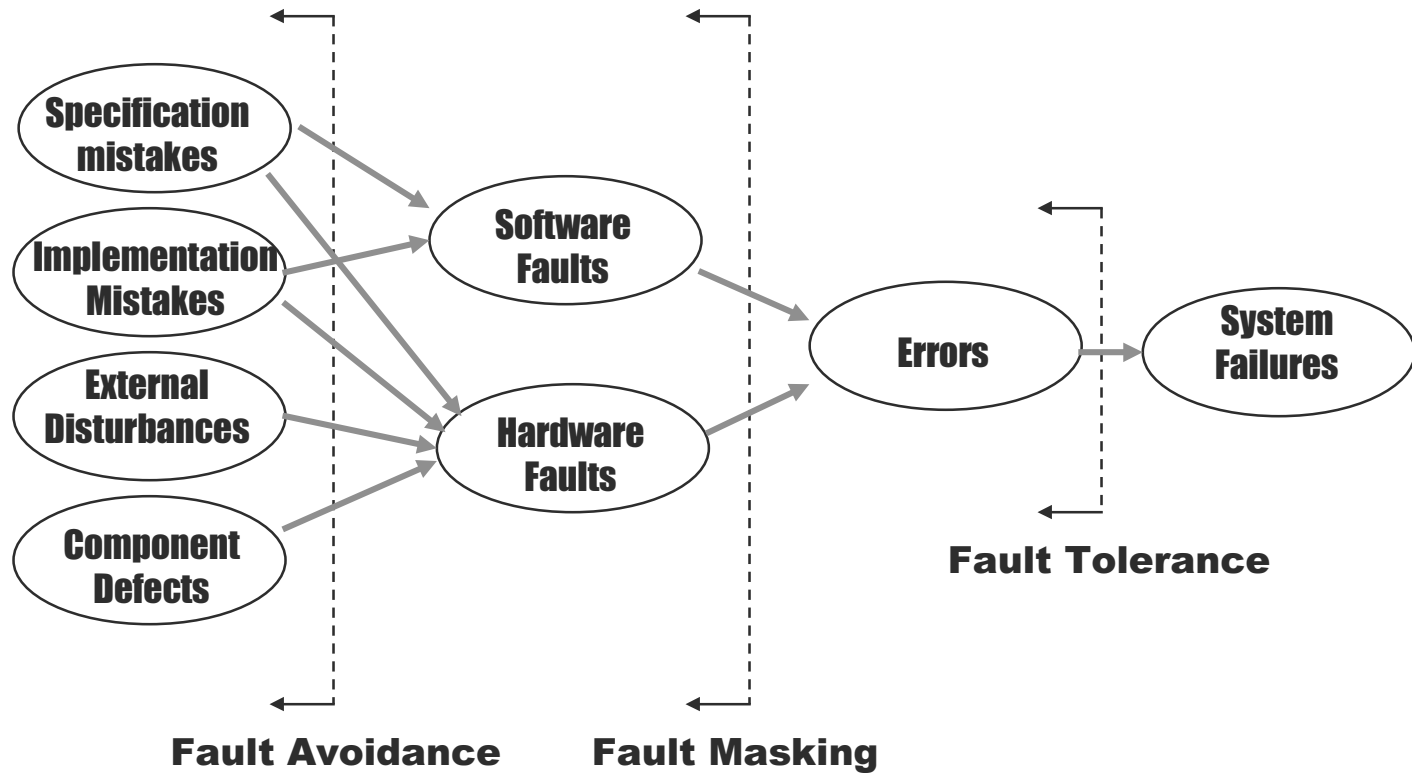 Specification
mistakes
Implementation
Mistakes
External
Disturbances
Component
Defects
Software
Faults
Hardware
Faults
Errors
System
Failures
Fault Tolerance
Fault Avoidance
Fault Masking